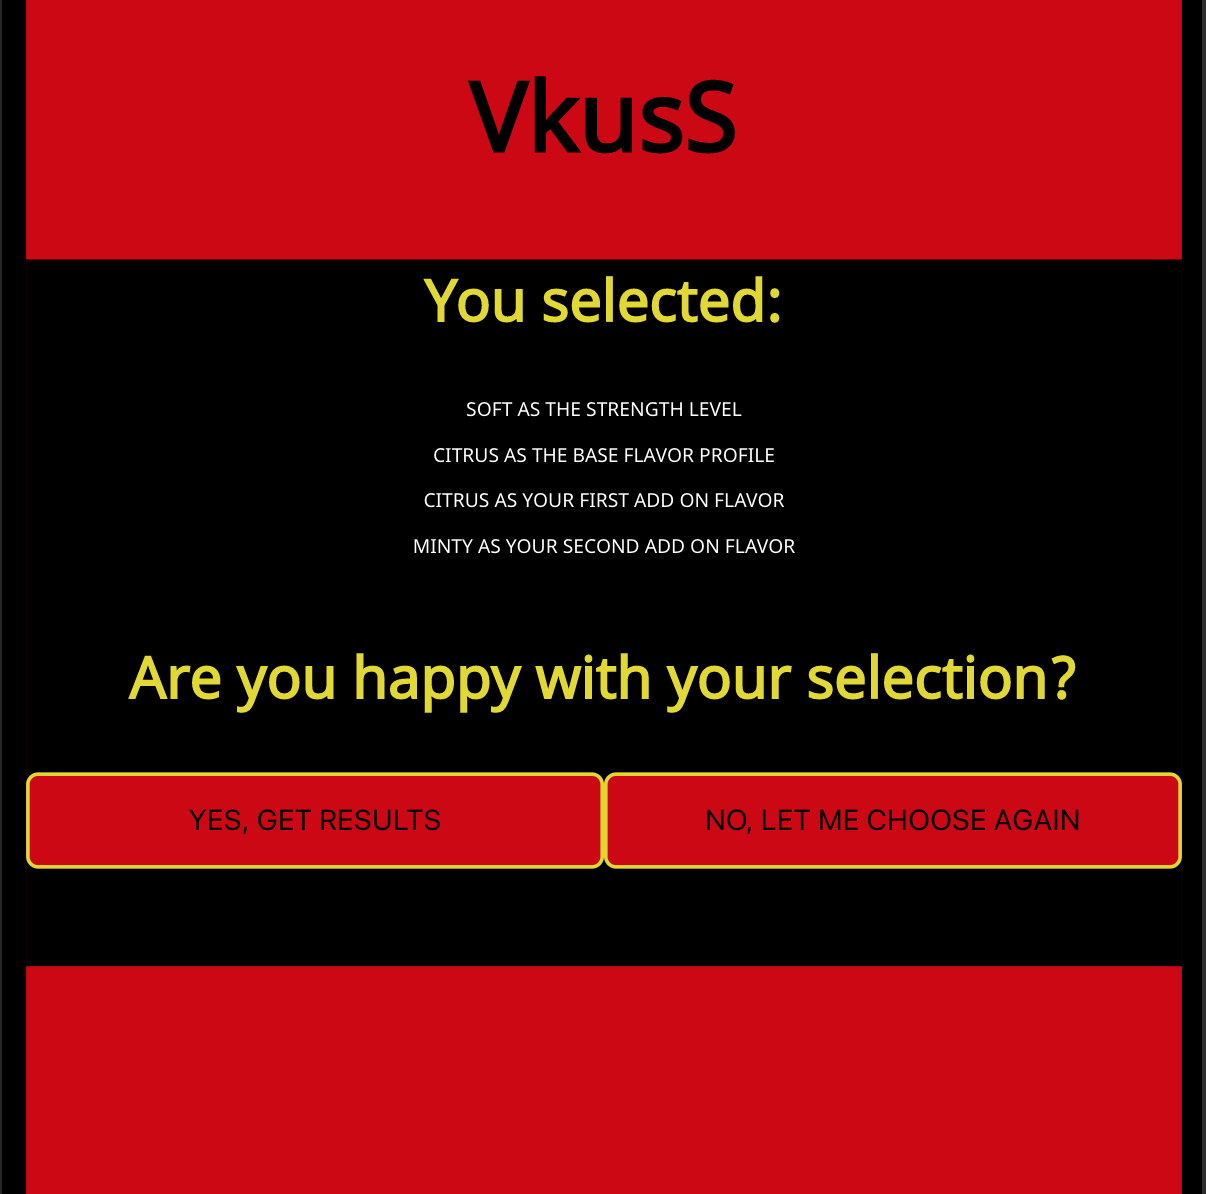 VkusS
You selected:
SOFT AS THE STRENGTH LEVEL
CITRUS AS THE BASE FLAVOR PROFILE
CITRUS AS YOUR FIRST ADD ON FLAVOR
MINTY AS YOUR SECOND ADD ON FLAVOR
Are you happy with your selection?
YES, GET RESULTS
NO, LET ME CHOOSE AGAIN